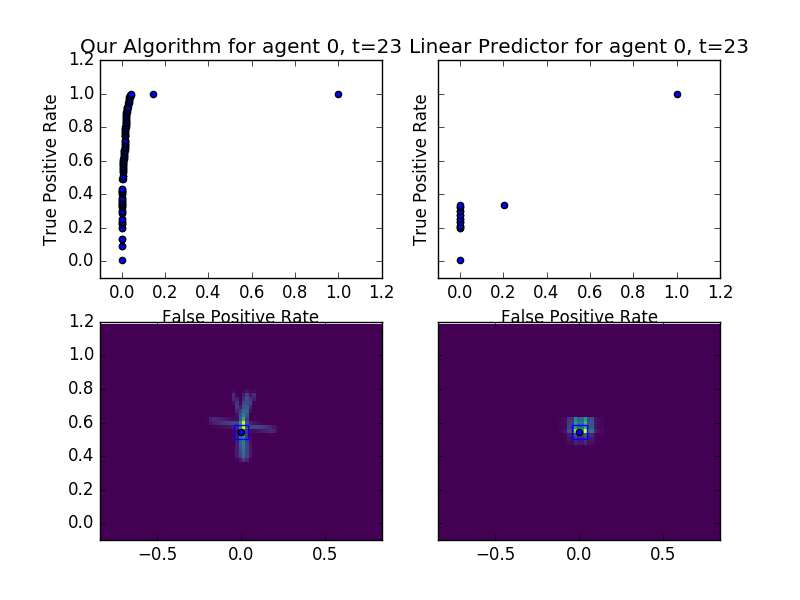 Our Algorithm for agent 0, t=23 Linear Predictor for agent 0, t=23
1.2
1.0
0.8
0.6
0.4
0.2
0.0
True Positive Rate
True Positive Rate
0.0 0.2 0.4 0.6 0.8 1.0 1.2
0.0 0.2 0.4 0.6 0.8 1.0 1.2
False Positive Rate
False Positive Rate
1.2
1.0
0.8
0.6
0.4
0.2
0.0
−0.5 0.0 0.5
−0.5 0.0 0.5